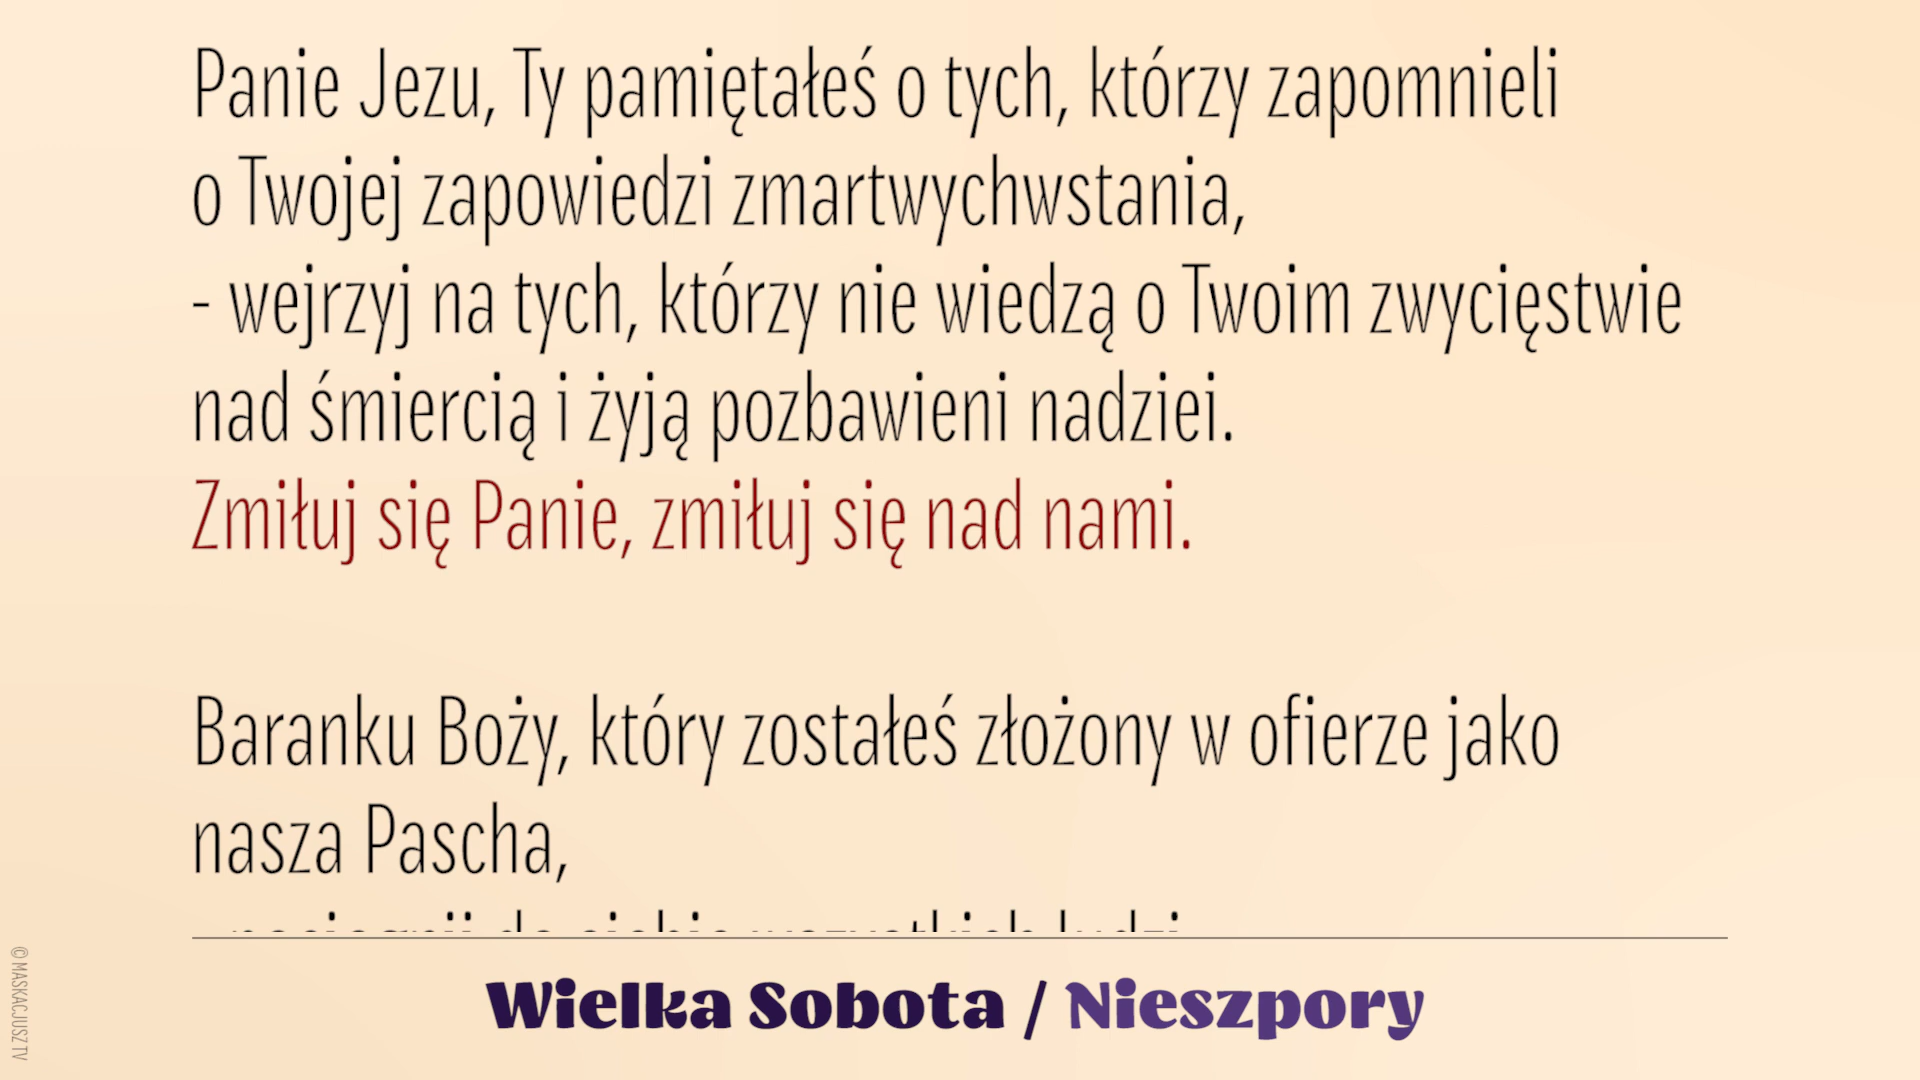 Panie Jezu, Ty pamiętałeś o tych, którzy zapomnieli
o Twojej zapowiedzi zmartwychwstania,
- wejrzyj na tych, którzy nie wiedzą o Twoim zwycięstwie
nad śmiercią i żyją pozbawieni nadziei.
Zmiłuj się Panie, zmiłuj się nad nami.
Baranku Boży, który zostałeś złożony w ofierze jako
nasza Pascha,
Wielka Sobota / Nieszpory
© MASKACJUSZ TV